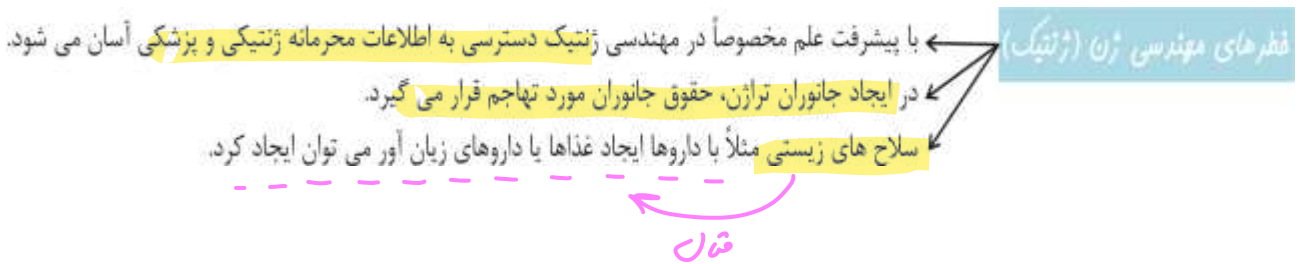 خطرهای مهندسی ژن (ژنتیک)
با پیشرفت علم مخصوصاً در مهندسی ژنتیک دسترسی به اطلاعات محرمانه ژنتیکی و پزشکی آسان می شود.
در ایجاد جانوران تراژن، حقوق جانوران مورد تهاجم قرار می گیرد.
سلاح های زیستی مثلاً با داروها ایجاد غذاها یا داروهای زیان آور می توان ایجاد کرد.
مثال